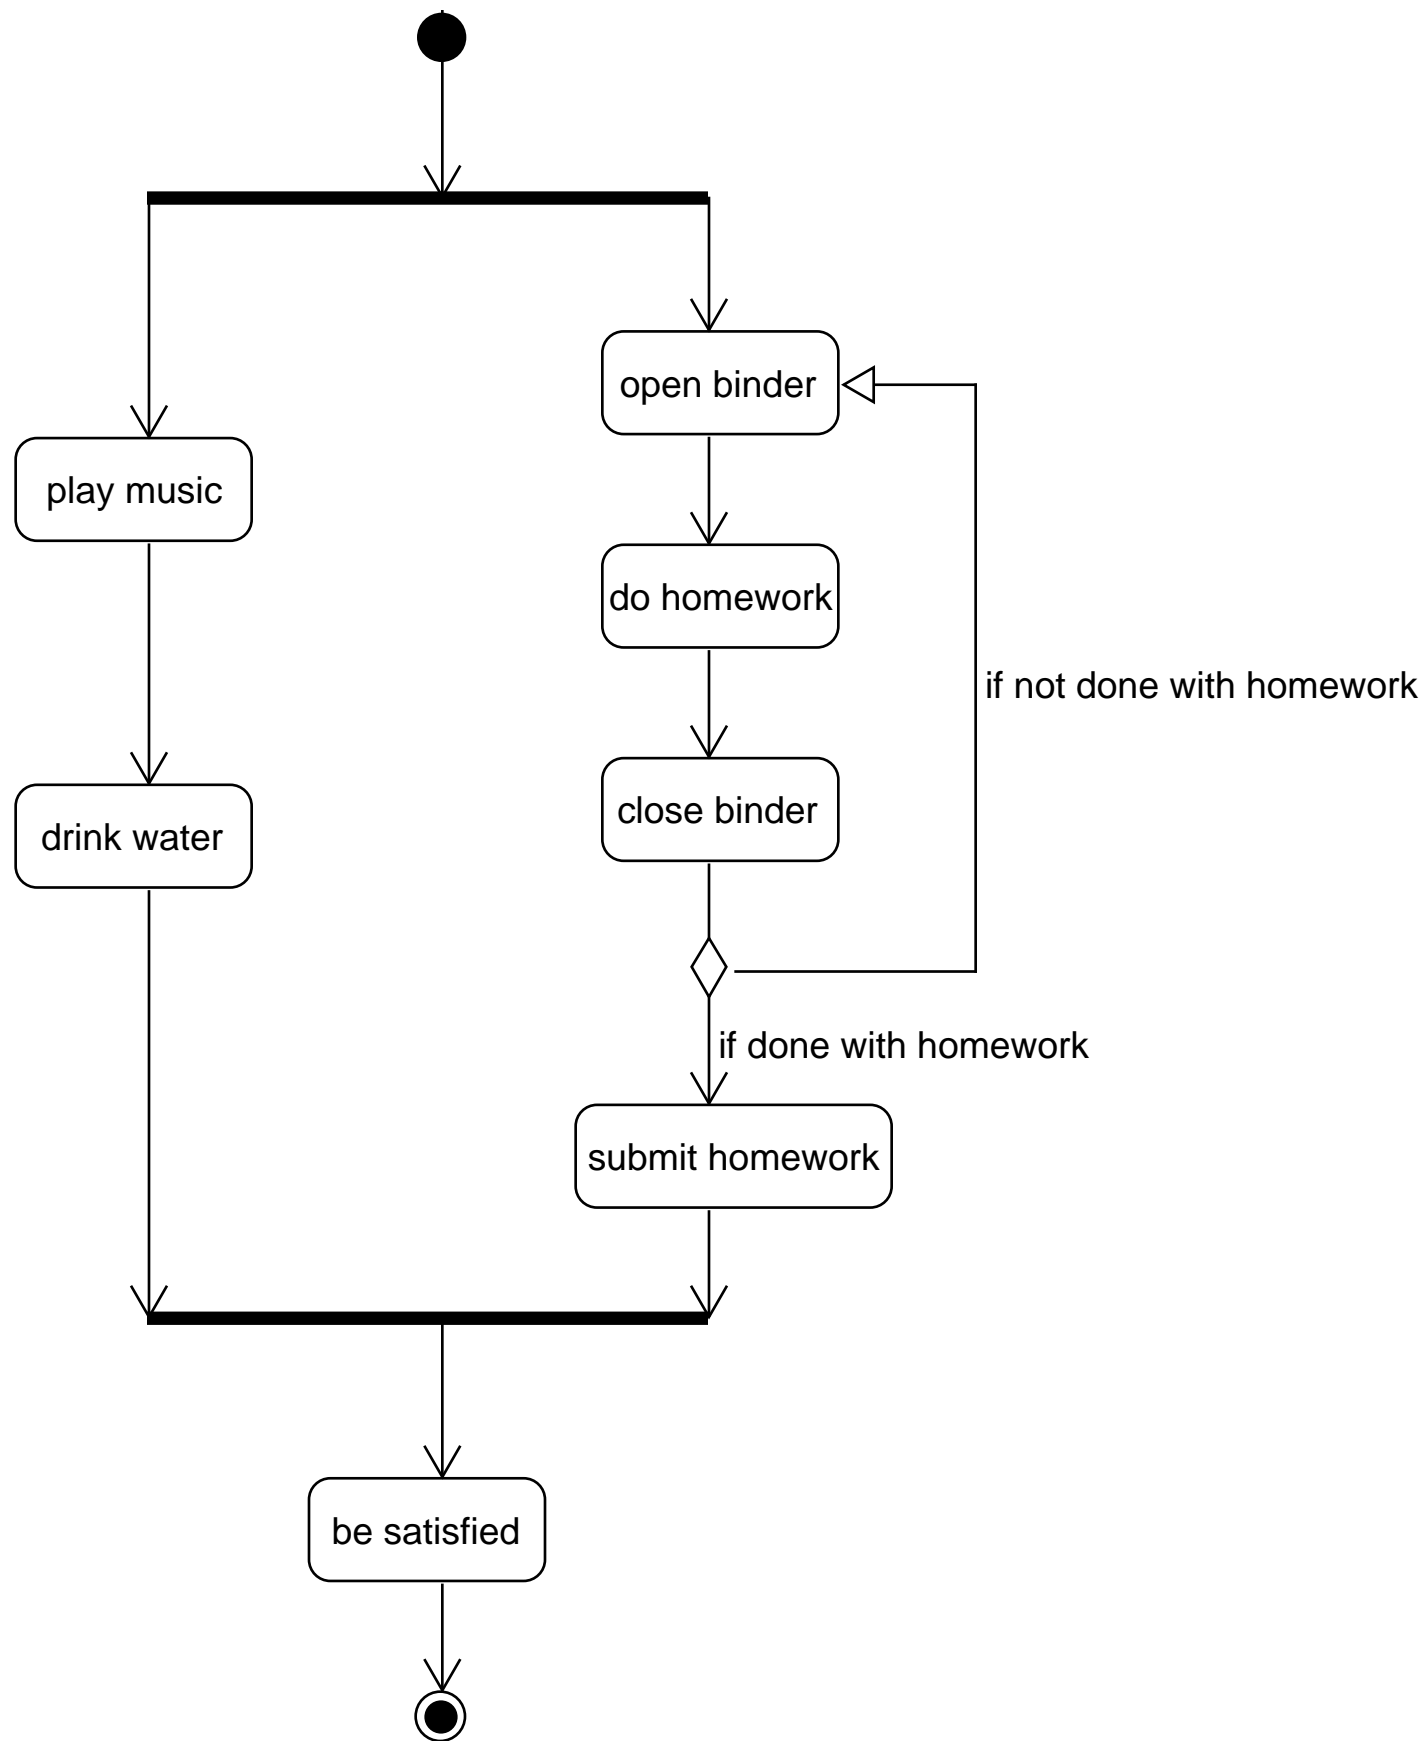 open binder
play music
do homework
if not done with homework
close binder
drink water
if done with homework
submit homework
be satisfied